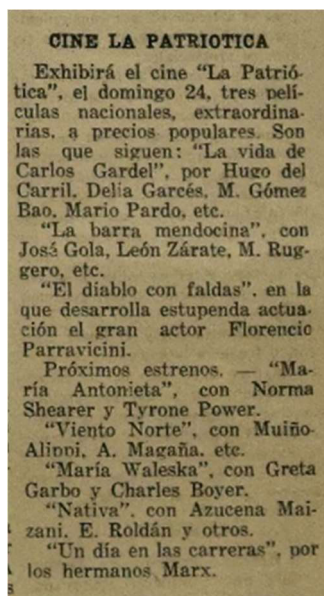 CINE LA PATRIOTICA
Exhibirá el cine "La Patrió-
tica", el domingo 24, tres pelí-
culas nacionales, extraordina-
rias, a precios populares. Son
las que siguen: "La vida de
Carlos Gardel", por Hugo del
Carril, Delia Garcés, M. Gómez
Bao, Mario Pardo, etc.
"La barra mendocina", con
José Gola, León Zárate, M. Rug-
gero, etc.
"El diablo con faldas", en la
que desarrolla estupenda actua-
ción el gran actor Florencio
Parravicini.
Próximos estrenos. — "Ma-
ría Antonieta", con Norma
Shearer y Tyrone Power.
"Viento Norte", con Muiño-
Alippi, A. Magaña, etc.
"María Waleska", con Greta
Garbo y Charles Boyer.
"Nativa", con Azucena Mai-
zani, E. Roldán y otros.
"Un día en las carreras", por
los hermanos Marx.